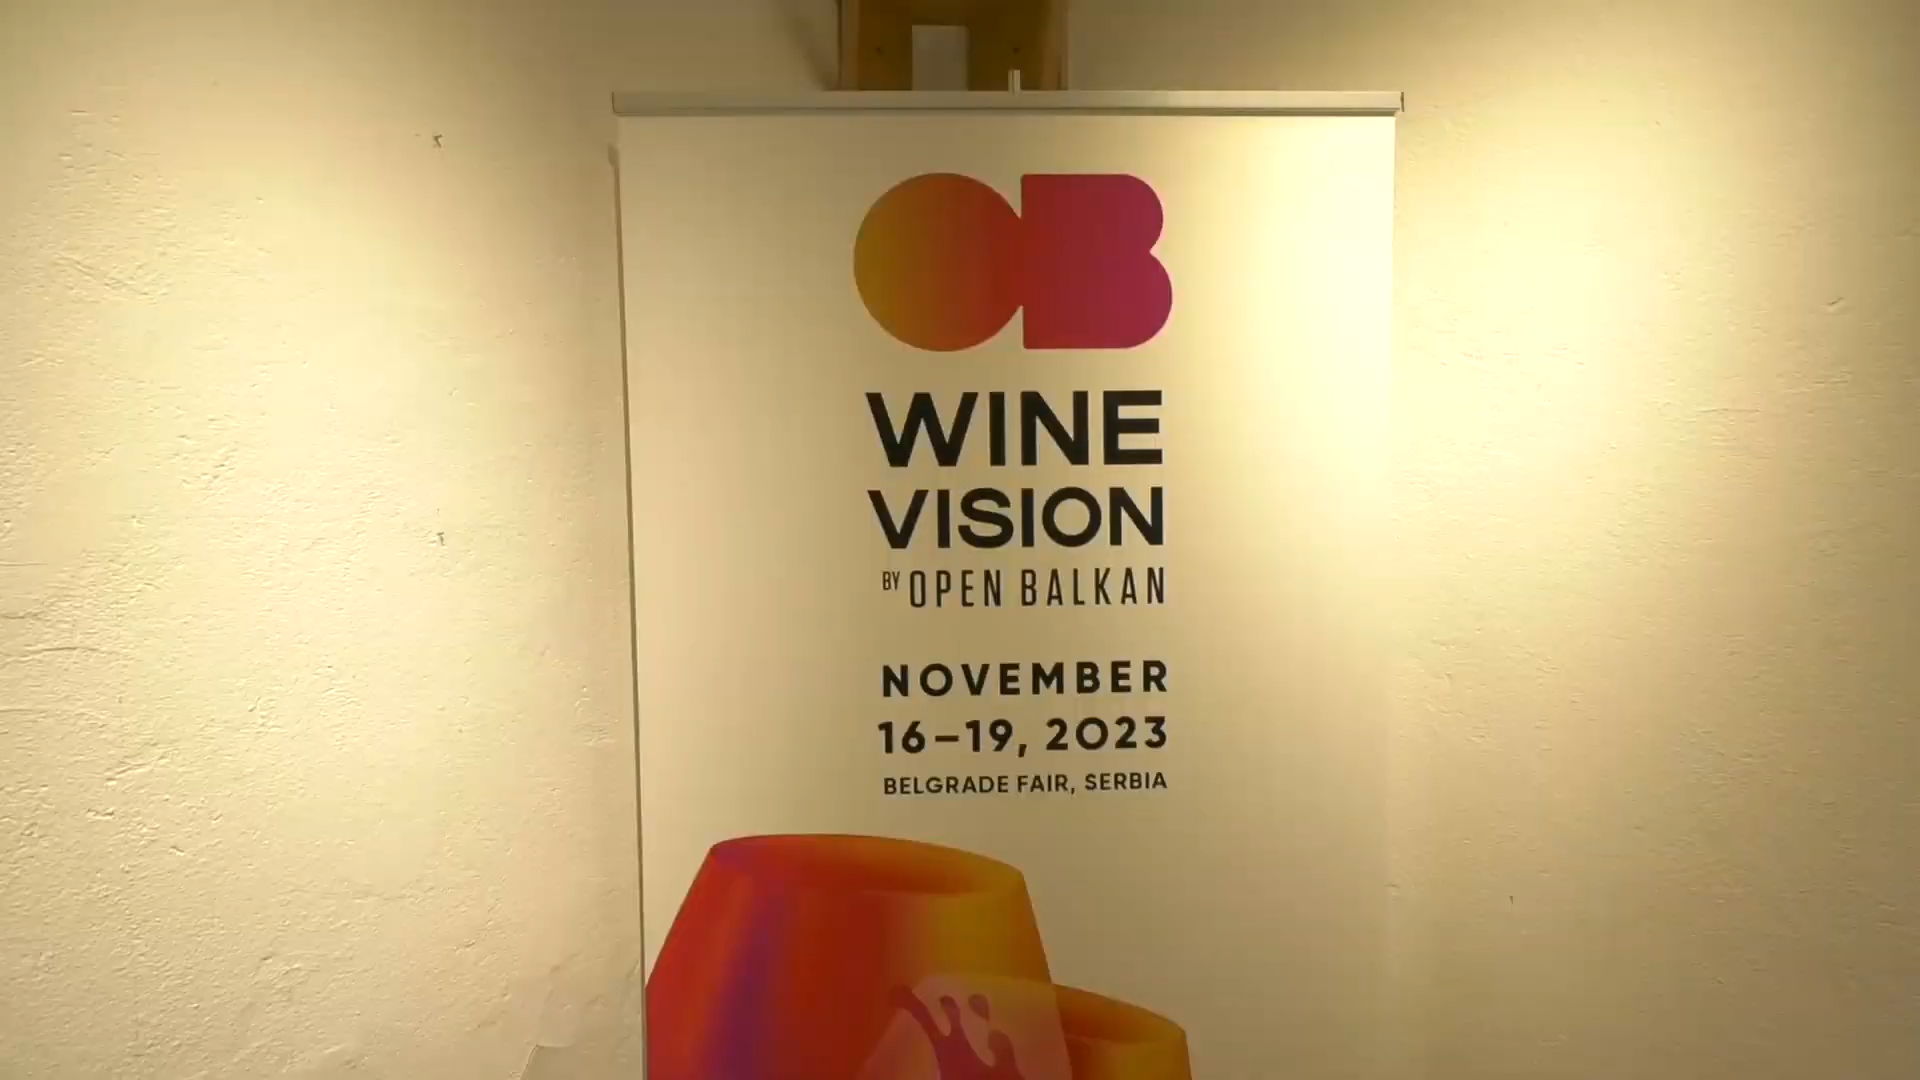 OB
WINE
VISION
BY OPEN BALKAN
NOVEMBER
16–19, 2023
BELGRADE FAIR, SERBIA